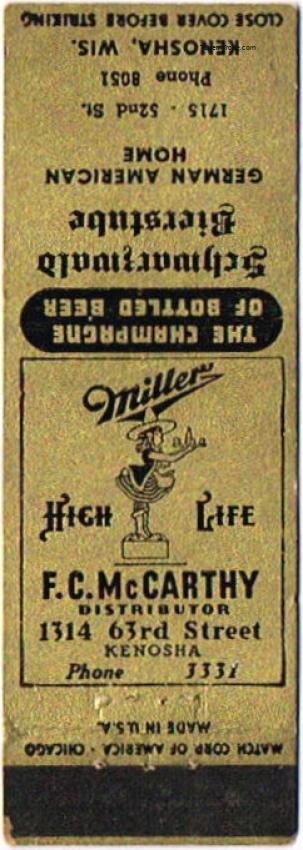 CLOSE COVER BEFORE STRIKING
KENOSHA, WIS.
Phone 8051
1715 - 52nd St.
GERMAN AMERICAN
HOME
Schwarzwald
Bierstube
THE CHAMPAGNE
OF BOTTLED BEER
Miller
HIGH LIFE
F.C. McCARTHY
DISTRIBUTOR
1314 63rd Street
KENOSHA
Phone 3331
MADE IN U.S.A.
MATCH CORP OF AMERICA · CHICAGO